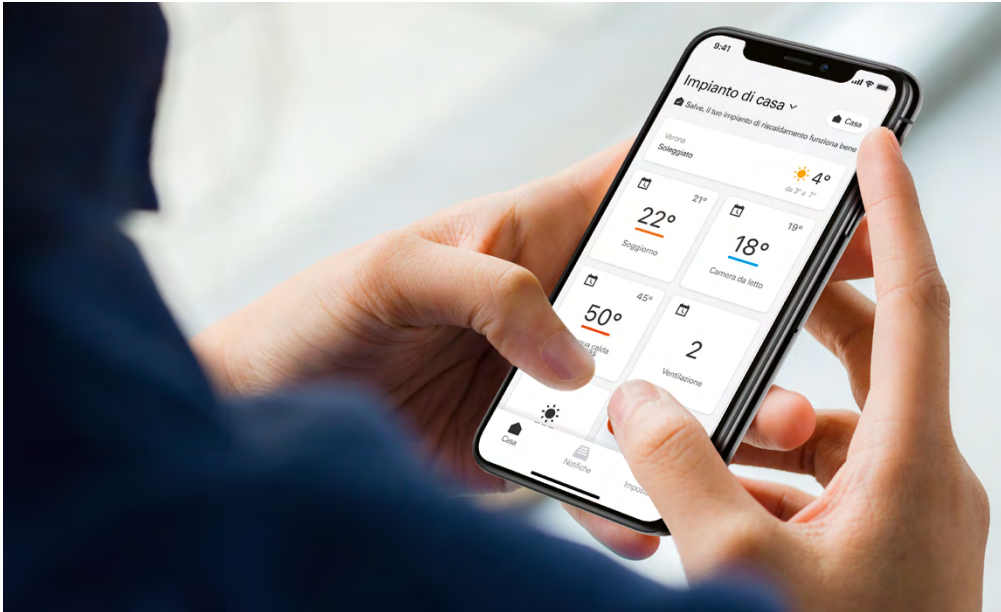 9:41
Impianto di casa
Casa
Salve, il tuo impianto di riscaldamento funziona bene
Verona
Soleggiato
4°
da 3° a 7°
21°
22°
Soggiorno
19°
18°
Camera da letto
45°
50°
calda
2
Ventilazione
Casa
Notifiche